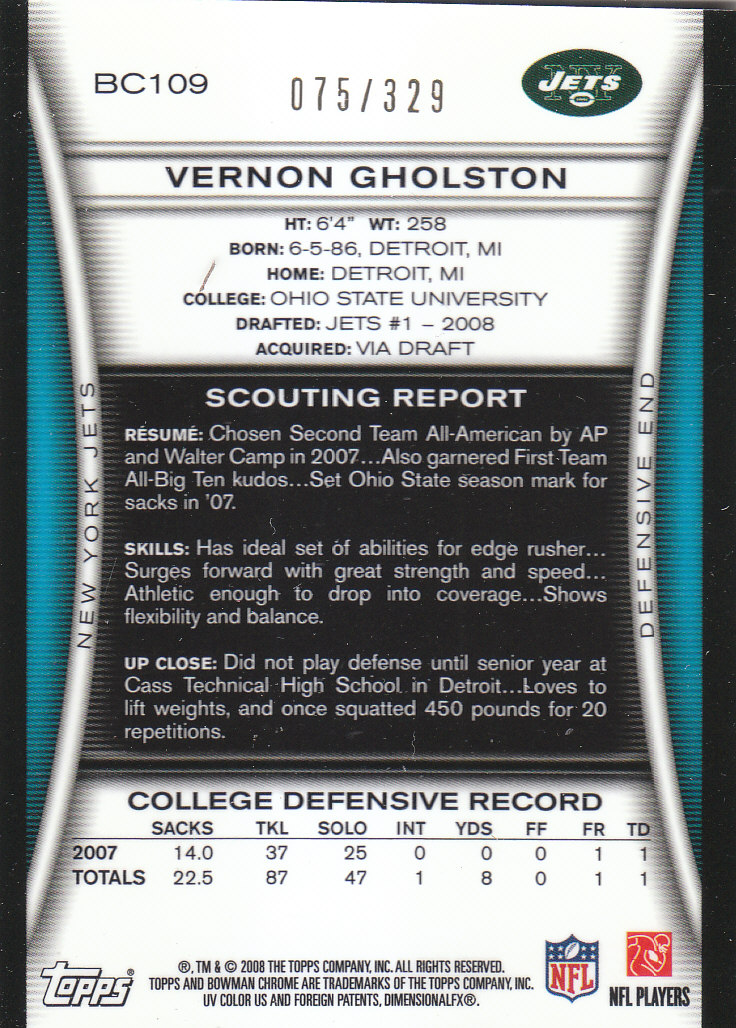 BC109
075/329
NY JETS
VERNON GHOLSTON
HT: 6'4" WT: 258
BORN: 6-5-86, DETROIT, MI
HOME: DETROIT, MI
COLLEGE: OHIO STATE UNIVERSITY
DRAFTED: JETS #1 – 2008
ACQUIRED: VIA DRAFT
NEW YORK JETS
DEFENSIVE END
SCOUTING REPORT
RÉSUMÉ: Chosen Second Team All-American by AP
and Walter Camp in 2007...Also garnered First-Team
All-Big Ten kudos...Set Ohio State season mark for
sacks in '07.
SKILLS: Has ideal set of abilities for edge rusher...
Surges forward with great strength and speed...
Athletic enough to drop into coverage...Shows
flexibility and balance.
UP CLOSE: Did not play defense until senior year at
Cass Technical High School in Detroit...Loves to
lift weights, and once squatted 450 pounds for 20
repetitions.
COLLEGE DEFENSIVE RECORD
SACKS TKL SOLO INT YDS FF FR TD
2007 14.0 37 25 0 0 0 1 1
TOTALS 22.5 87 47 1 8 0 1 1
topps®
®, TM & © 2008 THE TOPPS COMPANY, INC. ALL RIGHTS RESERVED.
TOPPS AND BOWMAN CHROME ARE TRADEMARKS OF THE TOPPS COMPANY, INC.
UV COLOR US AND FOREIGN PATENTS, DIMENSIONALFX®.
NFL
NFL PLAYERS